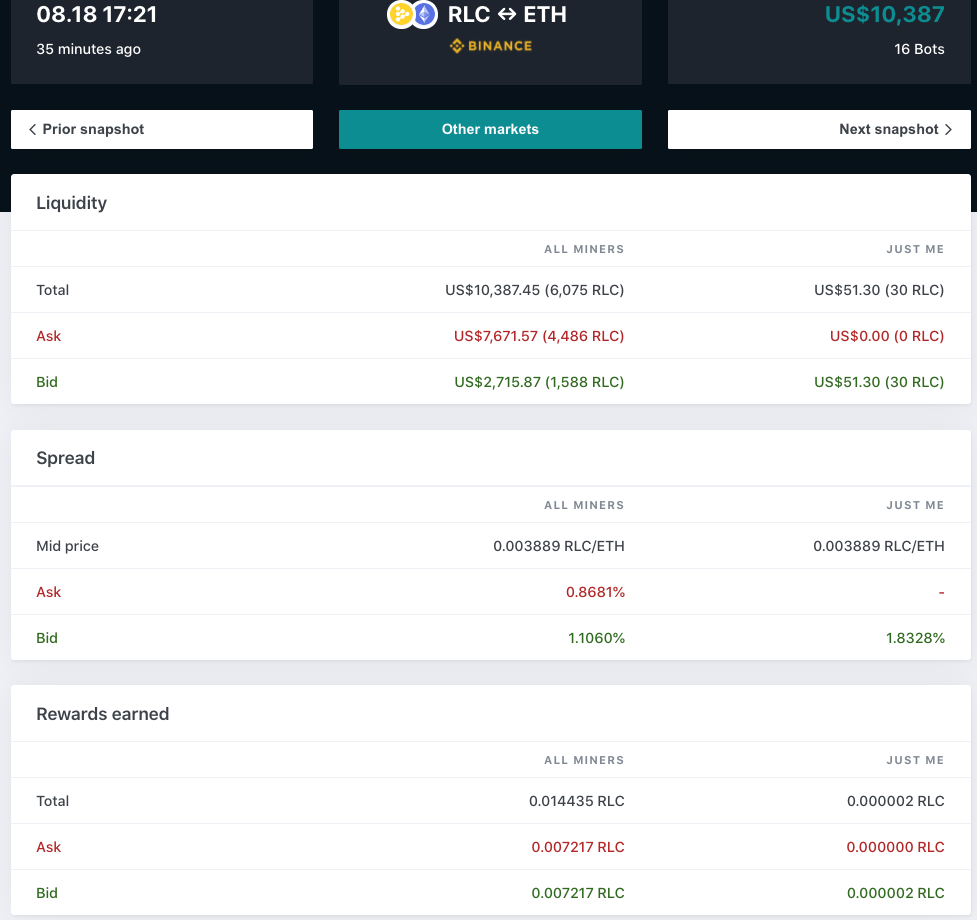 08.18 17:21
RLC ↔ ETH
US$10,387
35 minutes ago
BINANCE
16 Bots
Prior snapshot
Other markets
Next snapshot
Liquidity
ALL MINERS JUST ME
Total US$10,387.45 (6,075 RLC) US$51.30 (30 RLC)
Ask US$7,671.57 (4,486 RLC) US$0.00 (0 RLC)
Bid US$2,715.87 (1,588 RLC) US$51.30 (30 RLC)
Spread
ALL MINERS JUST ME
Mid price 0.003889 RLC/ETH 0.003889 RLC/ETH
Ask 0.8681% -
Bid 1.1060% 1.8328%
Rewards earned
ALL MINERS JUST ME
Total 0.014435 RLC 0.000002 RLC
Ask 0.007217 RLC 0.000000 RLC
Bid 0.007217 RLC 0.000002 RLC